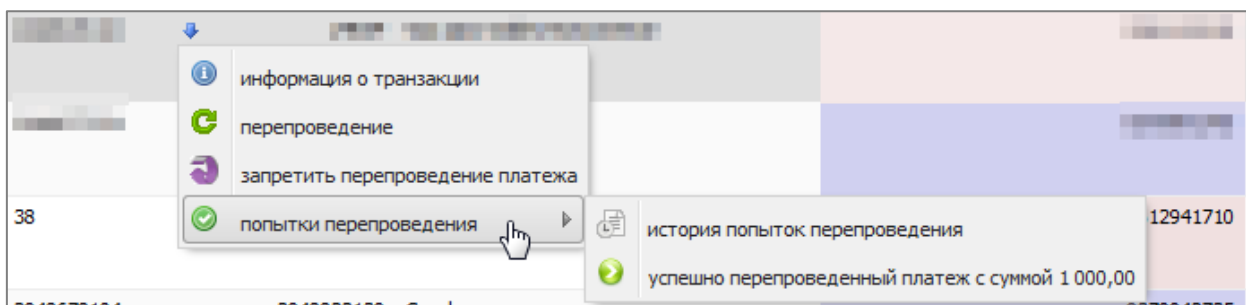 информация о транзакции
перепроведение
запретить перепроведение платежа
38
попытки перепроведения
12941710
история попыток перепроведения
успешно перепроведенный платеж с суммой 1 000,00